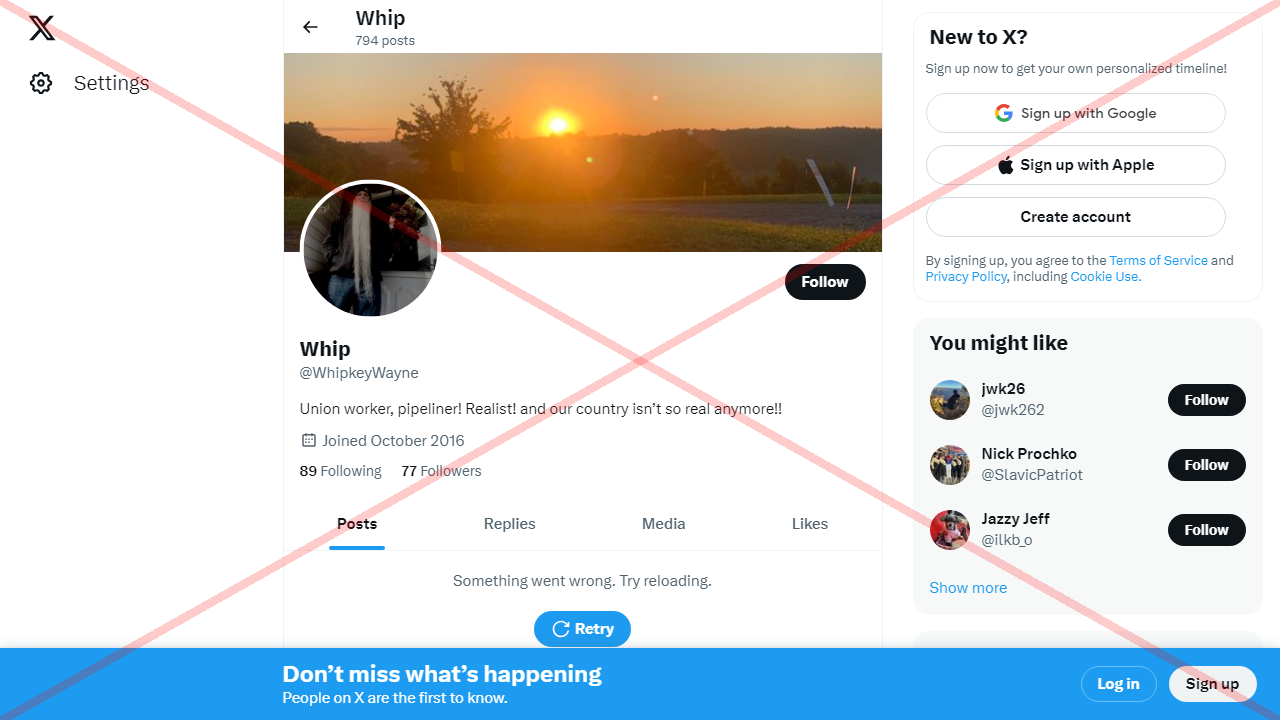 Settings
Whip
794 posts
Follow
Whip
@WhipkeyWayne
Union worker, pipeliner! Realist! and our country isn’t so real anymore!!
Joined October 2016
89 Following 77 Followers
Posts Replies Media Likes
Something went wrong. Try reloading.
Retry
New to X?
Sign up now to get your own personalized timeline!
Sign up with Google
Sign up with Apple
Create account
By signing up, you agree to the Terms of Service and
Privacy Policy, including Cookie Use.
You might like
jwk26
@jwk262
Follow
Nick Prochko
@SlavicPatriot
Follow
Jazzy Jeff
@ilkb_o
Follow
Show more
Don’t miss what’s happening
People on X are the first to know.
Log in
Sign up